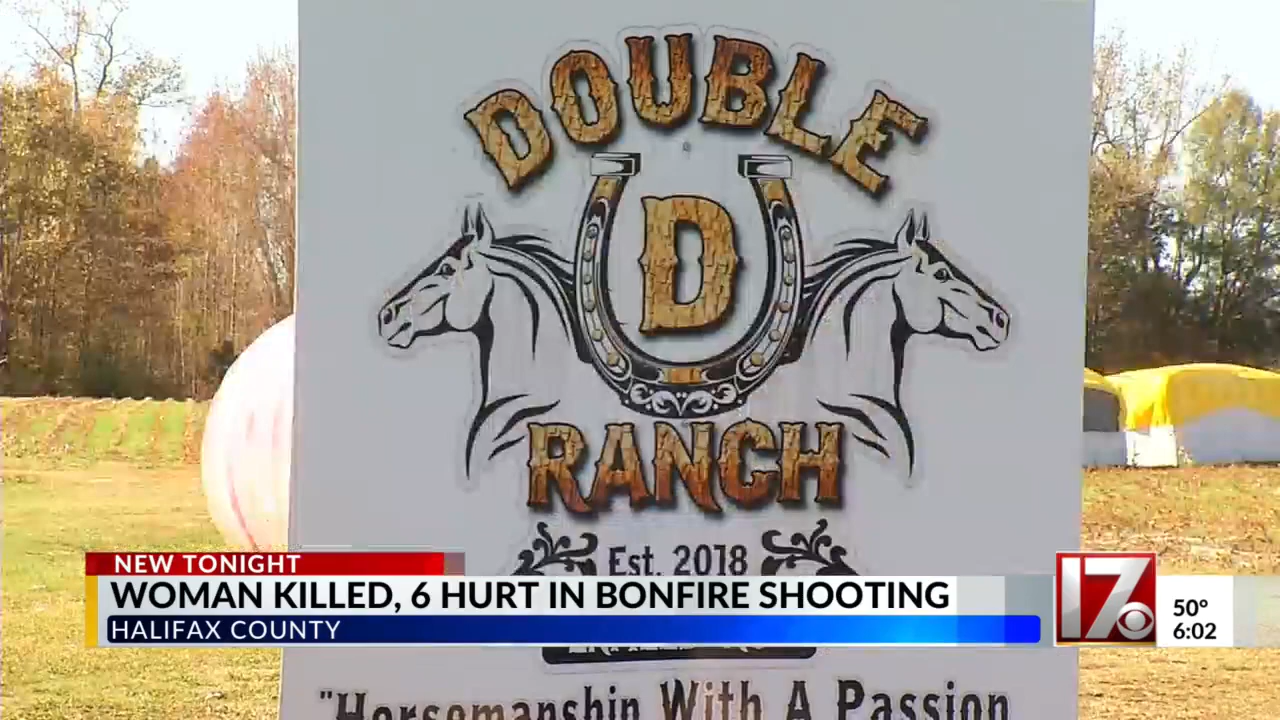 DOUBLE
D
RANCH
Est. 2018
NEW TONIGHT
WOMAN KILLED, 6 HURT IN BONFIRE SHOOTING
HALIFAX COUNTY
17
50°
6:02
"Horsemanship With A Passion